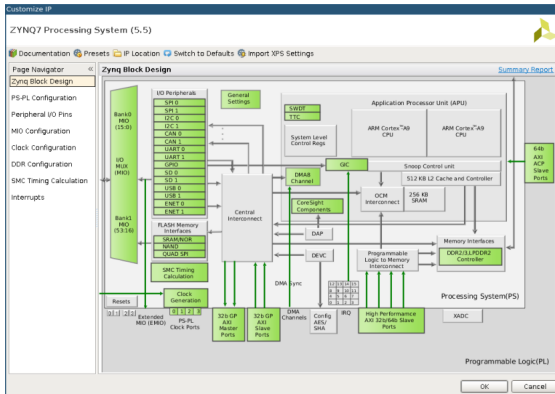 Customize IP
ZYNQ7 Processing System (5.5)
Documentation Presets IP Location Switch to Defaults Import XPS Settings
Page Navigator «
Zynq Block Design
PS-PL Configuration
Peripheral I/O Pins
MIO Configuration
Clock Configuration
DDR Configuration
SMC Timing Calculation
Interrupts
Zynq Block Design
Summary Report
Bank0
MIO
(15:0)
I/O
MUX
(MIO)
Bank1
MIO
(53:16)
I/O Peripherals
SPI 0
SPI 1
I2C 0
I2C 1
CAN 0
CAN 1
UART 0
UART 1
GPIO
SD 0
SD 1
USB 0
USB 1
ENET 0
ENET 1
FLASH Memory
Interfaces
SRAM/NOR
NAND
QUAD SPI
SMC Timing
Calculation
General
Settings
Application Processor Unit (APU)
SWDT
TTC
System Level
Control Regs
ARM Cortex™A9
CPU
ARM Cortex™A9
CPU
GIC
Snoop Control unit
DMA8
Channel
512 KB L2 Cache and Controller
OCM
Interconnect
256 KB
SRAM
CoreSight
Components
Central
Interconnect
DAP
DEVC
Programmable
Logic to Memory
Interconnect
Memory Interfaces
DDR2/3,LPDDR2
Controller
64b
AXI
ACP
Slave
Ports
Resets
Clock
Generation
0 1 2 3
Extended
MIO (EMIO)
PS-PL
Clock Ports
32b GP
AXI
Master
Ports
32b GP
AXI
Slave
Ports
DMA Sync
DMA
Channels
Config
AES/
SHA
IRQ
High Performance
AXI 32b/64b Slave
Ports
XADC
Processing System(PS)
Programmable Logic(PL)
OK
Cancel